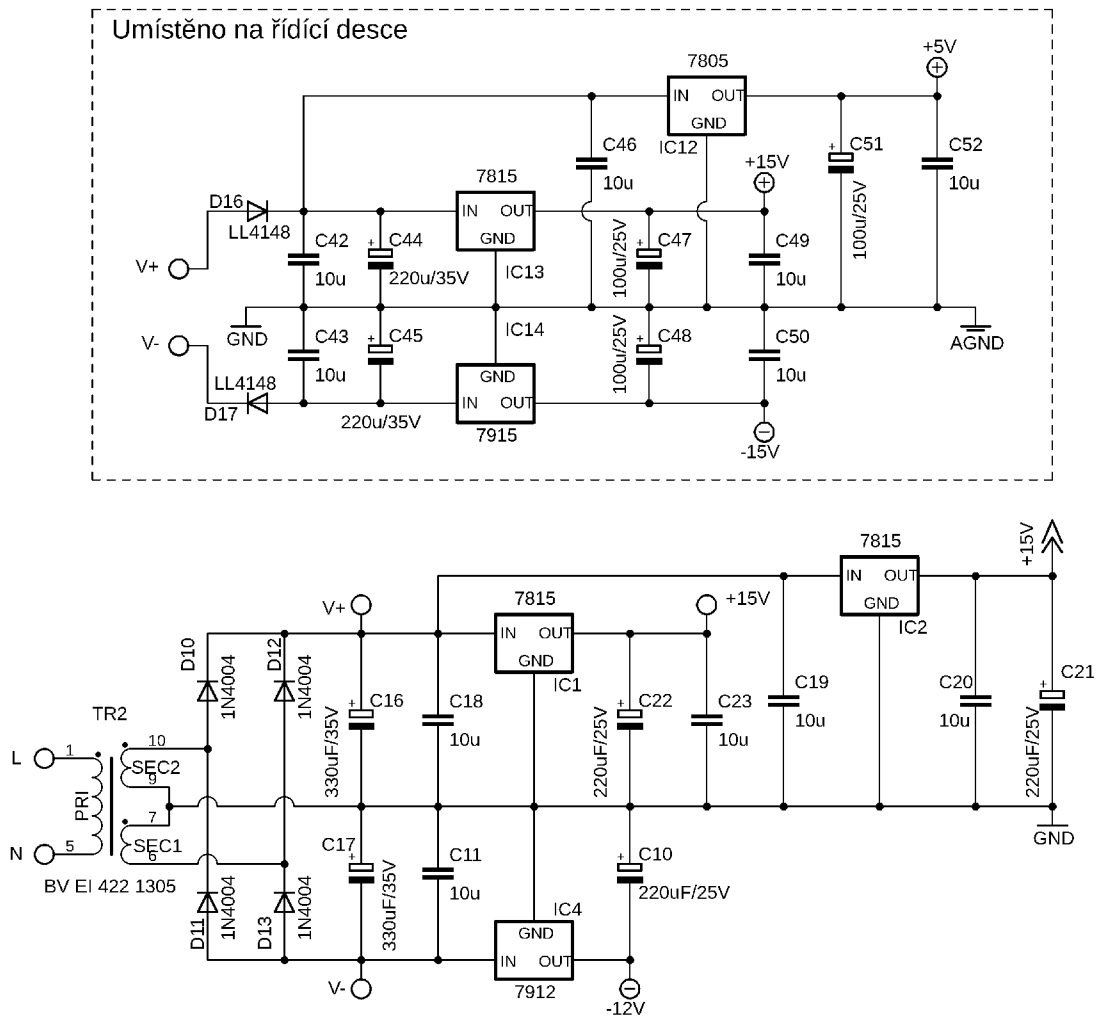 Umístěno na řídící desce
7805
+5V
IN OUT
GND
IC12
C46
10u
C51
100u/25V
C52
10u
7815
+15V
D16
LL4148
IN OUT
GND
IC13
C42
10u
C44
220u/35V
C47
100u/25V
C49
10u
V+
V-
GND
AGND
IC14
C43
10u
C45
220u/35V
C48
100u/25V
C50
10u
LL4148
D17
GND
IN OUT
7915
-15V
7815
+15V
IN OUT
GND
IC2
V+
7815
+15V
IN OUT
GND
IC1
D10
1N4004
D12
1N4004
C16
330uF/35V
C18
10u
C22
220uF/25V
C23
10u
C19
10u
C20
10u
C21
220uF/25V
TR2
L
1
10
SEC2
9
PRI
7
SEC1
6
N
5
BV EI 422 1305
GND
C17
330uF/35V
C11
10u
C10
220uF/25V
D11
1N4004
D13
1N4004
IC4
GND
IN OUT
7912
V-
-12V